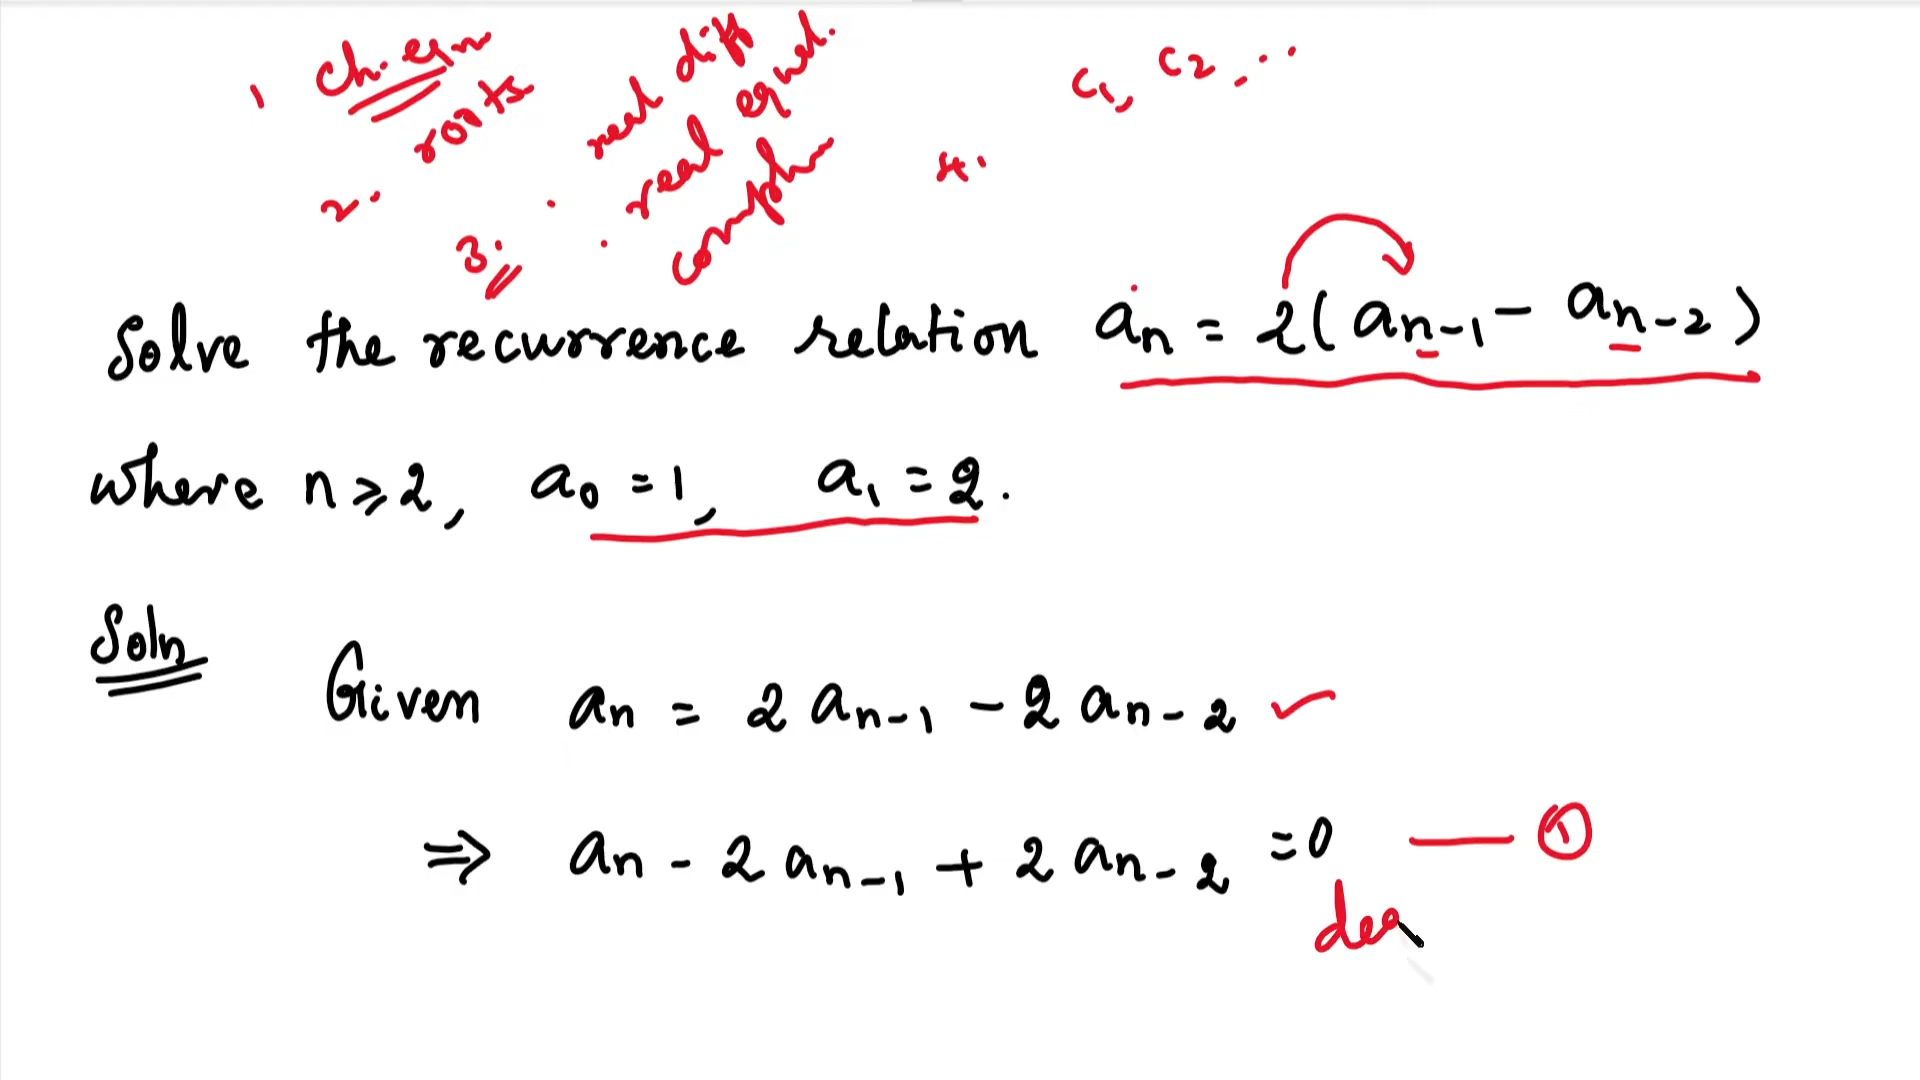 1 Ch. eqn
2. roots
3. real diff
. real equal.
complx
4. c1, c2, ...
Solve the recurrence relation an = 2(an-1 - an-2)
where n ≥ 2, a0 = 1, a1 = 2.
Soln
Given an = 2 an-1 - 2 an-2 ✓
⇒ an - 2 an-1 + 2 an-2 = 0 — ①
deg